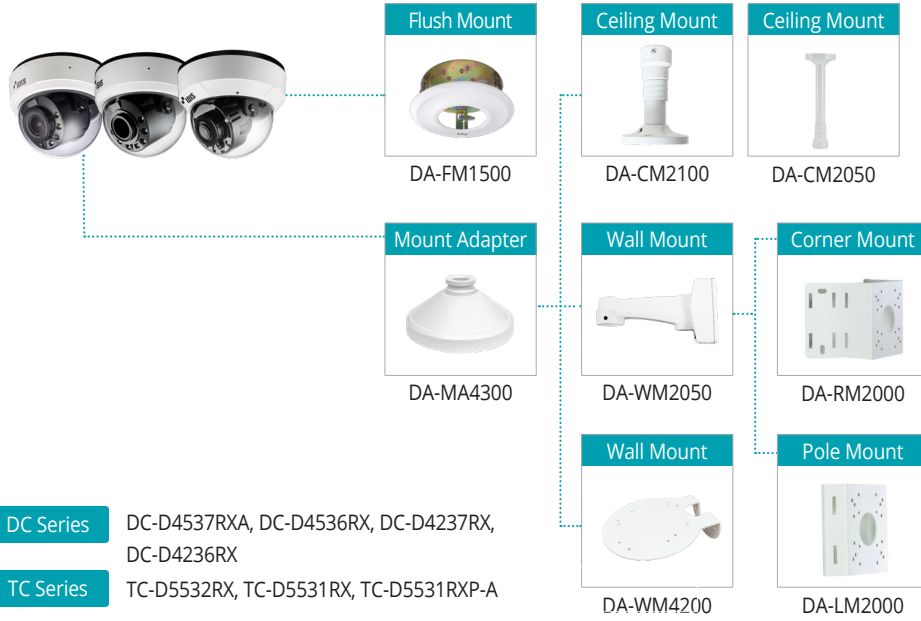 Flush Mount
Ceiling Mount
Ceiling Mount
DA-FM1500
DA-CM2100
DA-CM2050
Mount Adapter
Wall Mount
Corner Mount
DA-MA4300
DA-WM2050
DA-RM2000
Wall Mount
Pole Mount
DA-WM4200
DA-LM2000
DC Series
DC-D4537RXA, DC-D4536RX, DC-D4237RX,
DC-D4236RX
TC Series
TC-D5532RX, TC-D5531RX, TC-D5531RXP-A